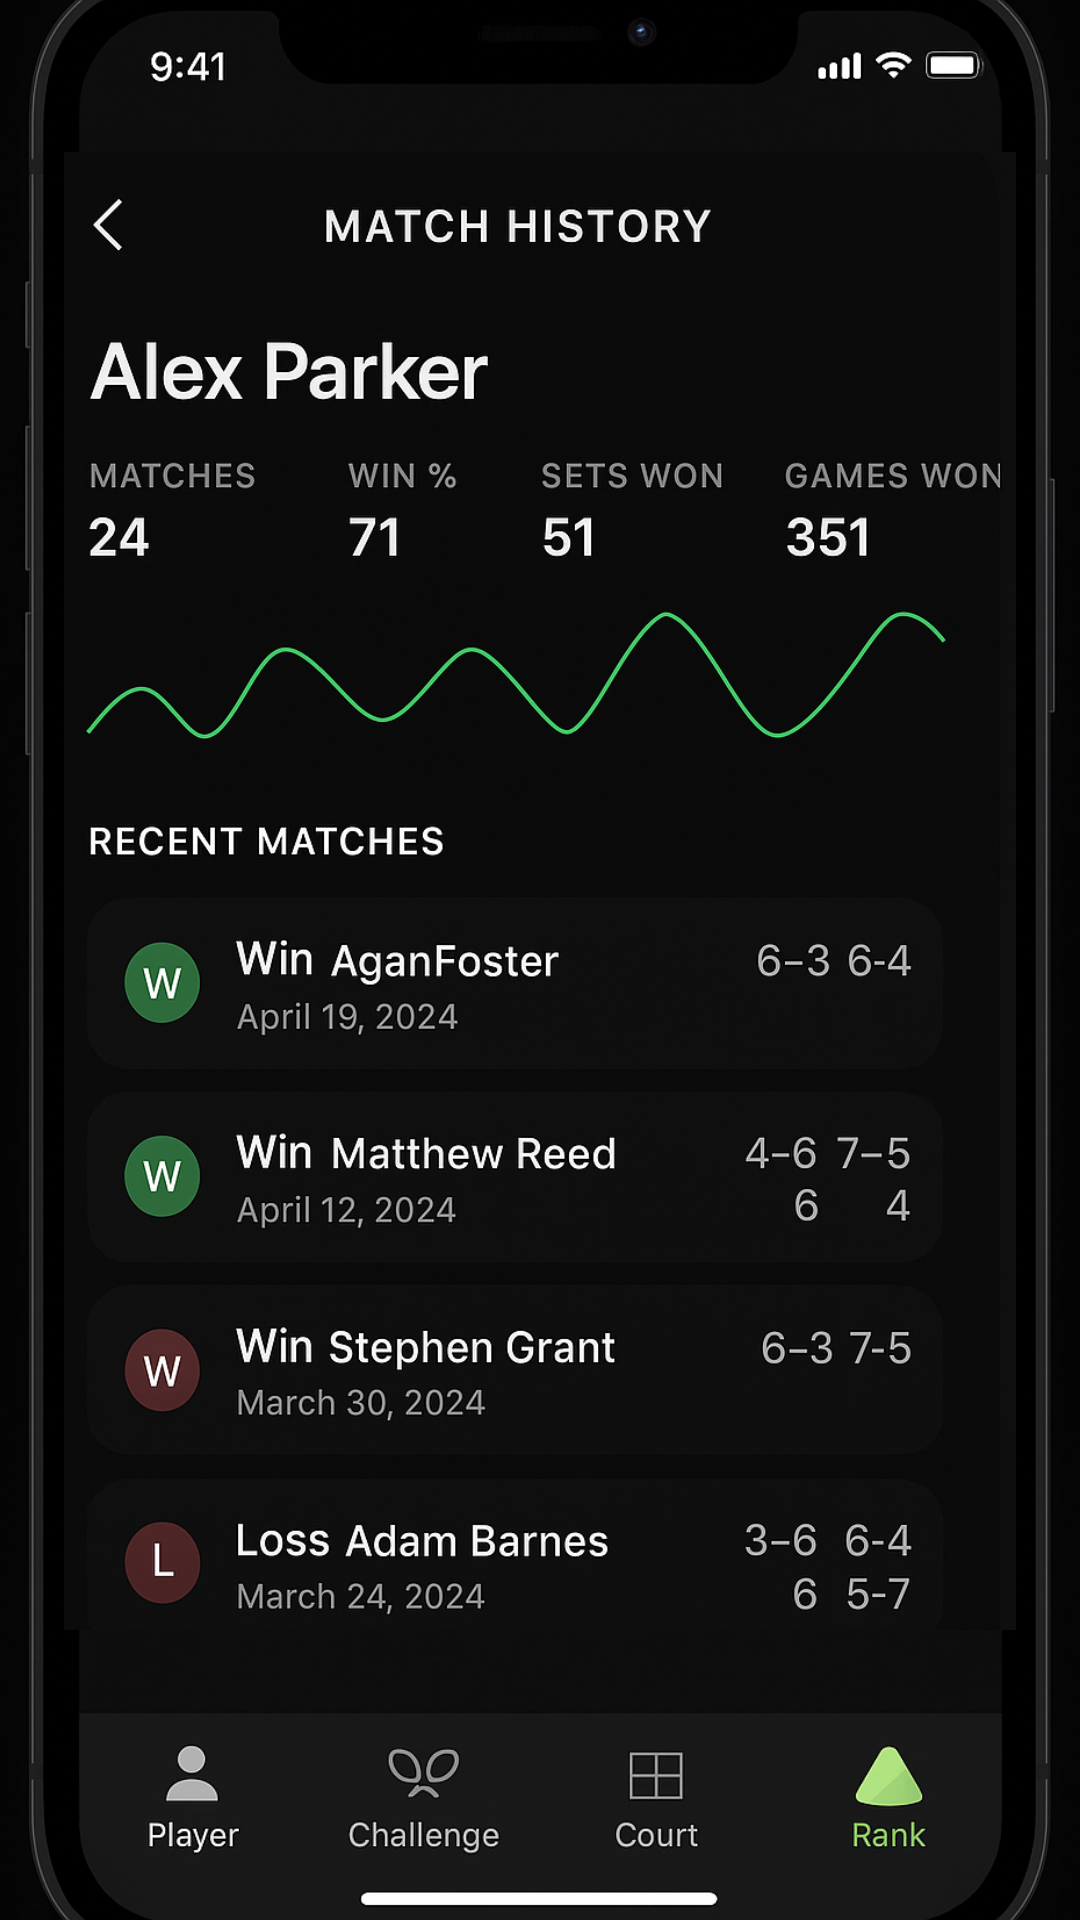 9:41
MATCH HISTORY
Alex Parker
MATCHES WIN % SETS WON GAMES WON
24 71 51 351
RECENT MATCHES
W Win AganFoster 6–3 6-4
April 19, 2024
W Win Matthew Reed 4–6 7–5
April 12, 2024 6 4
W Win Stephen Grant 6–3 7-5
March 30, 2024
L Loss Adam Barnes 3–6 6-4
March 24, 2024 6 5-7
Player Challenge Court Rank